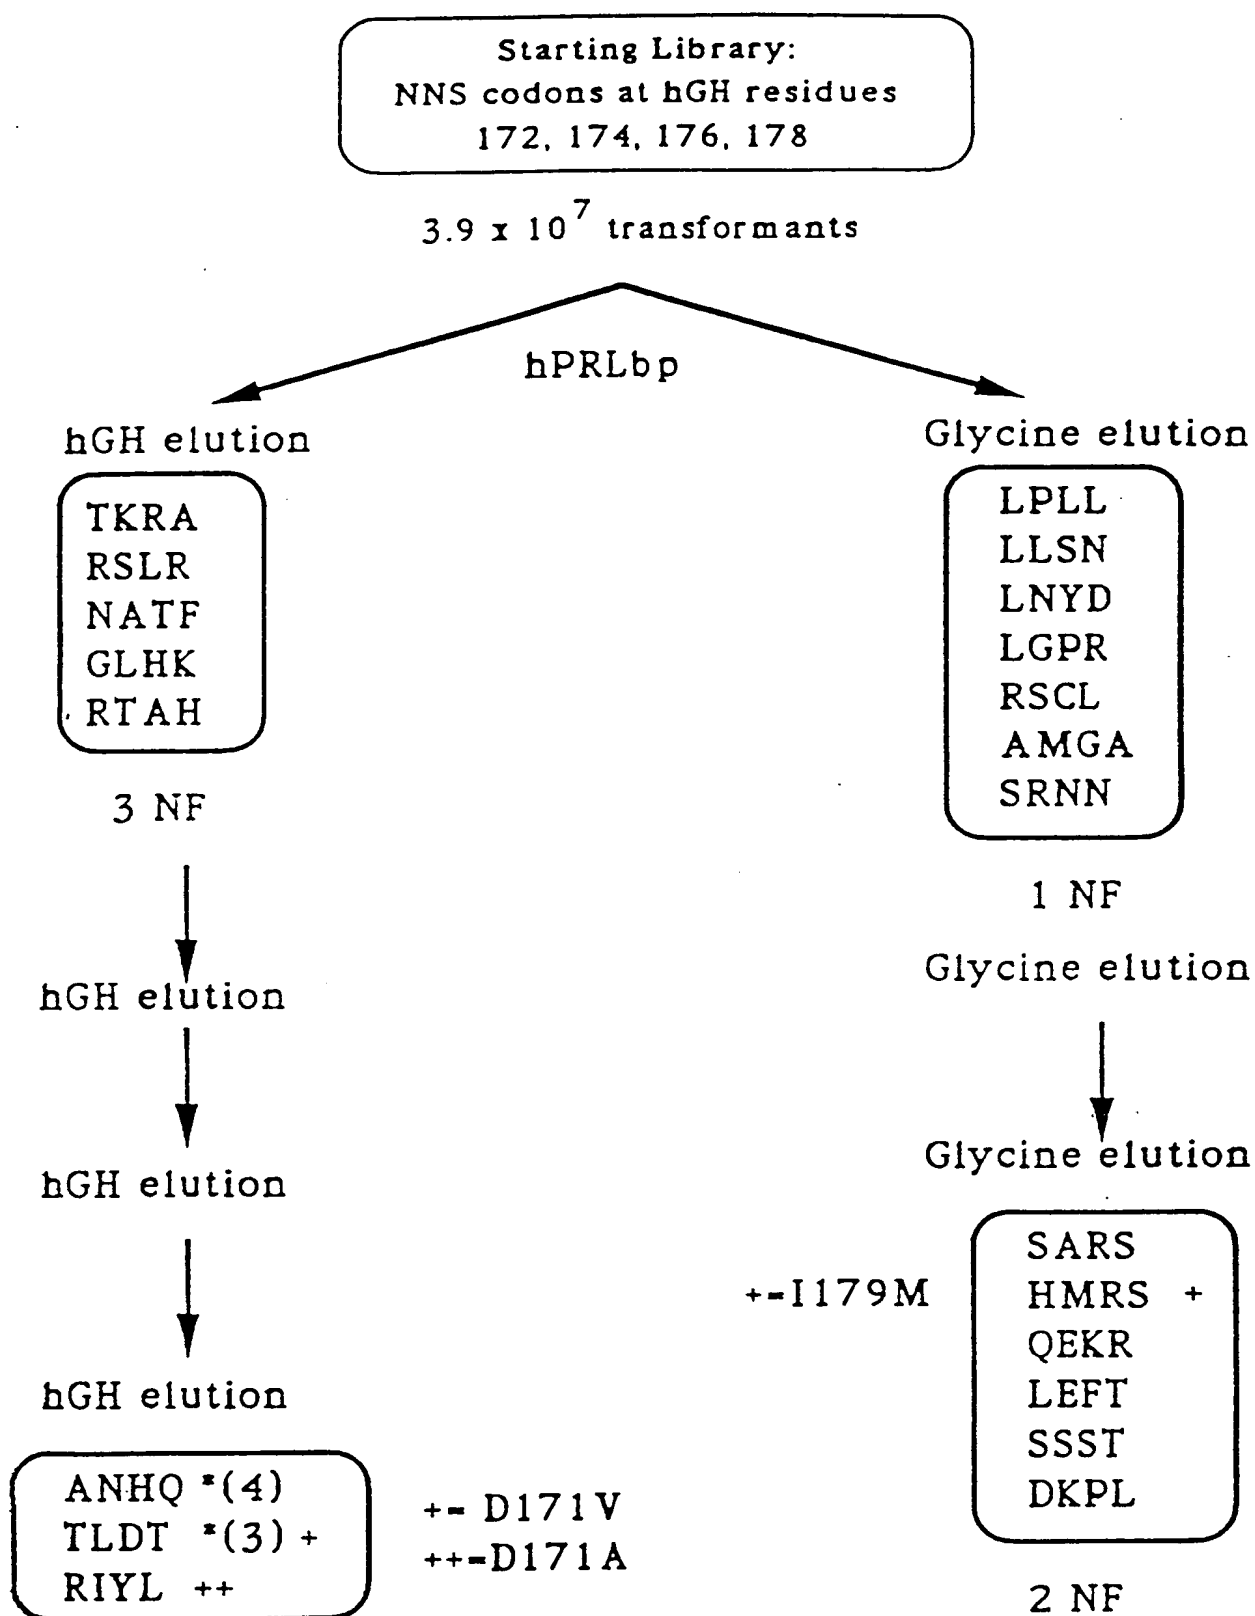 Starting Library:
NNS codons at hGH residues
172, 174, 176, 178
3.9 x 10^7 transformants
hPRLbp
hGH elution
TKRA
RSLR
NATF
GLHK
RTAH
3 NF
hGH elution
hGH elution
hGH elution
ANHQ *(4)
TLDT *(3) +
RIYL ++
+= D171V
++=D171A
Glycine elution
LPLL
LLSN
LNYD
LGPR
RSCL
AMGA
SRNN
1 NF
Glycine elution
Glycine elution
+=I179M
SARS
HMRS +
QEKR
LEFT
SSST
DKPL
2 NF